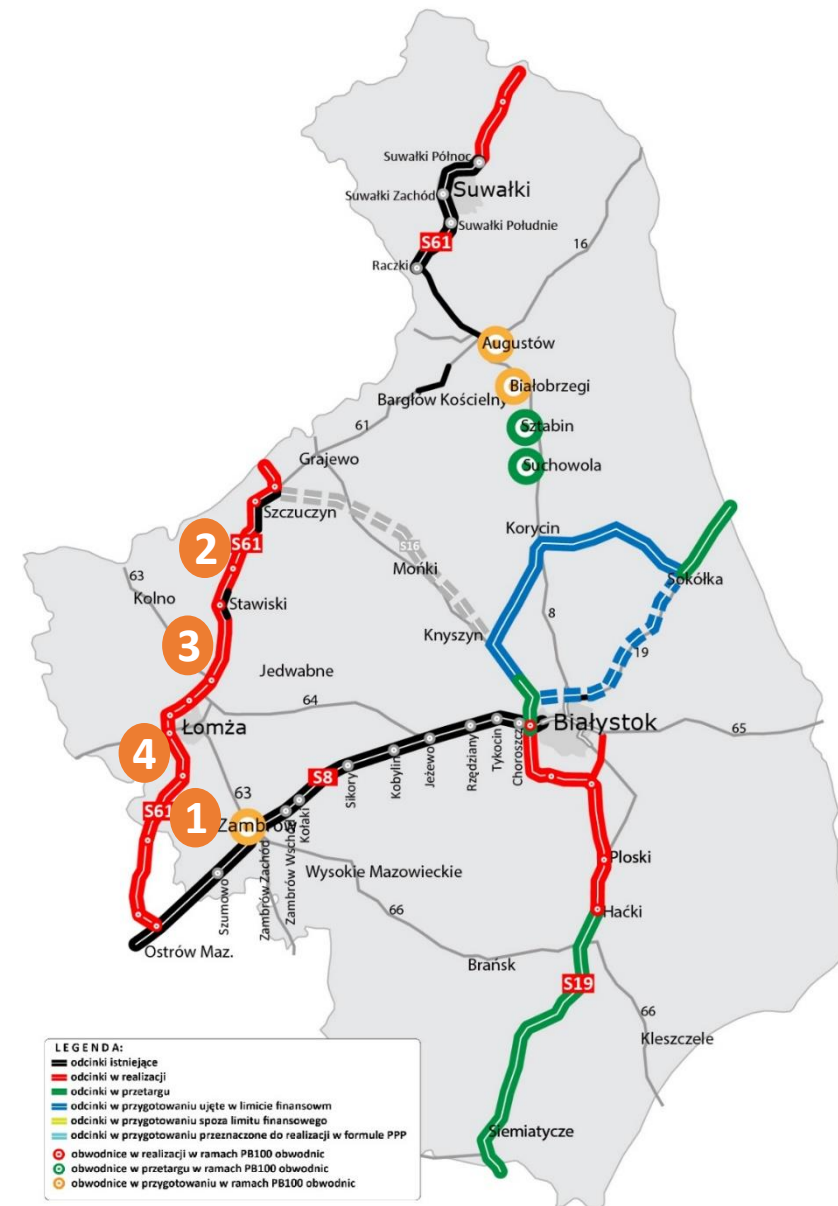 Suwałki Północ
Suwałki
Suwałki Zachód
Suwałki Południe
S61
16
Raczki
Augustów
Białobrzegi
Bargłów Kościelny
61
Sztabin
Grajewo
Suchowola
Szczuczyn
Korycin
2
S61
S16
Mońki
63
Kolno
Sokółka
Stawiski
8
Knyszyn
19
3
Jedwabne
64
Łomża
Białystok
65
4
Choroszcz
Tykocin
Rzędziany
Jeżewo
Kobylin
Sikory
S8
63
S61
1
Zambrów
Kołaki
Zambrów Wschód
Zambrów Zachód
Szumowo
Wysokie Mazowieckie
Ploski
66
Haćki
Ostrów Maz.
Brańsk
S19
66
Kleszczele
Siemiatycze
LEGENDA:
odcinki istniejące
odcinki w realizacji
odcinki w przetargu
odcinki w przygotowaniu ujęte w limicie finansowm
odcinki w przygotowaniu spoza limitu finansowego
odcinki w przygotowaniu przeznaczone do realizacji w formule PPP
obwodnice w realizacji w ramach PB100 obwodnic
obwodnice w przetargu w ramach PB100 obwodnic
obwodnice w przygotowaniu w ramach PB100 obwodnic